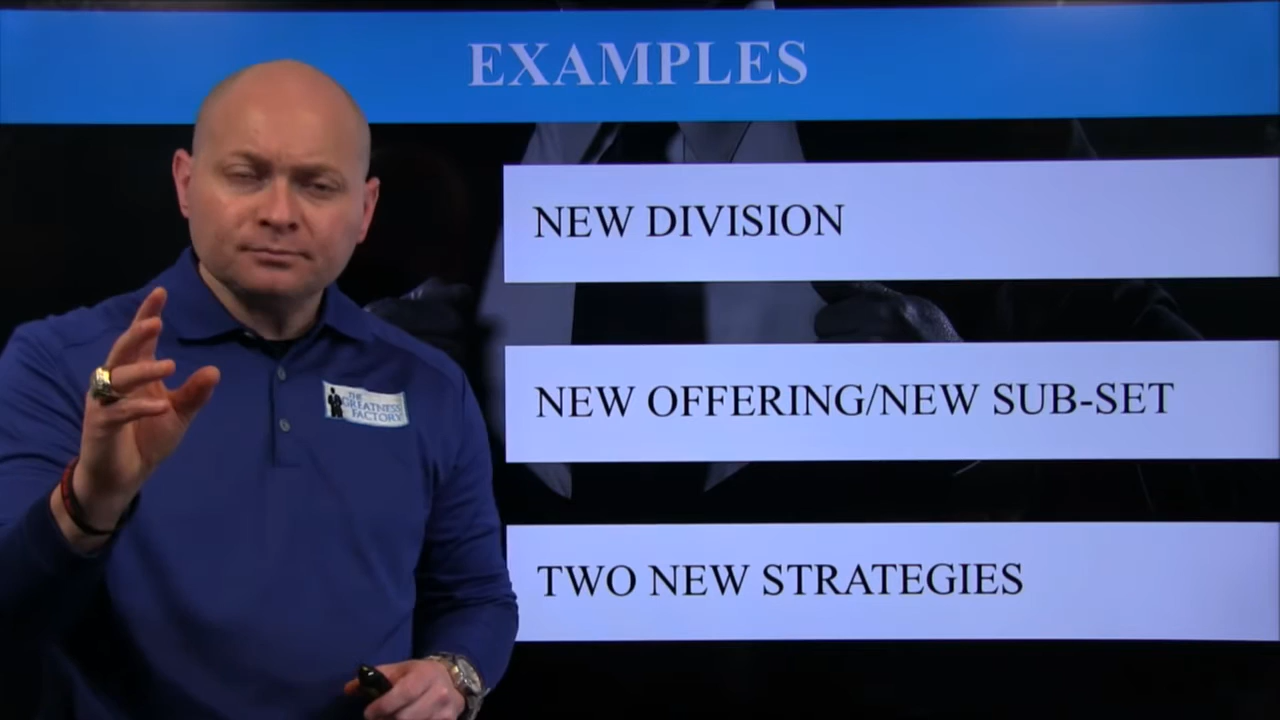 EXAMPLES
NEW DIVISION
NEW OFFERING/NEW SUB-SET
TWO NEW STRATEGIES
THE
GREATNESS
FACTORY